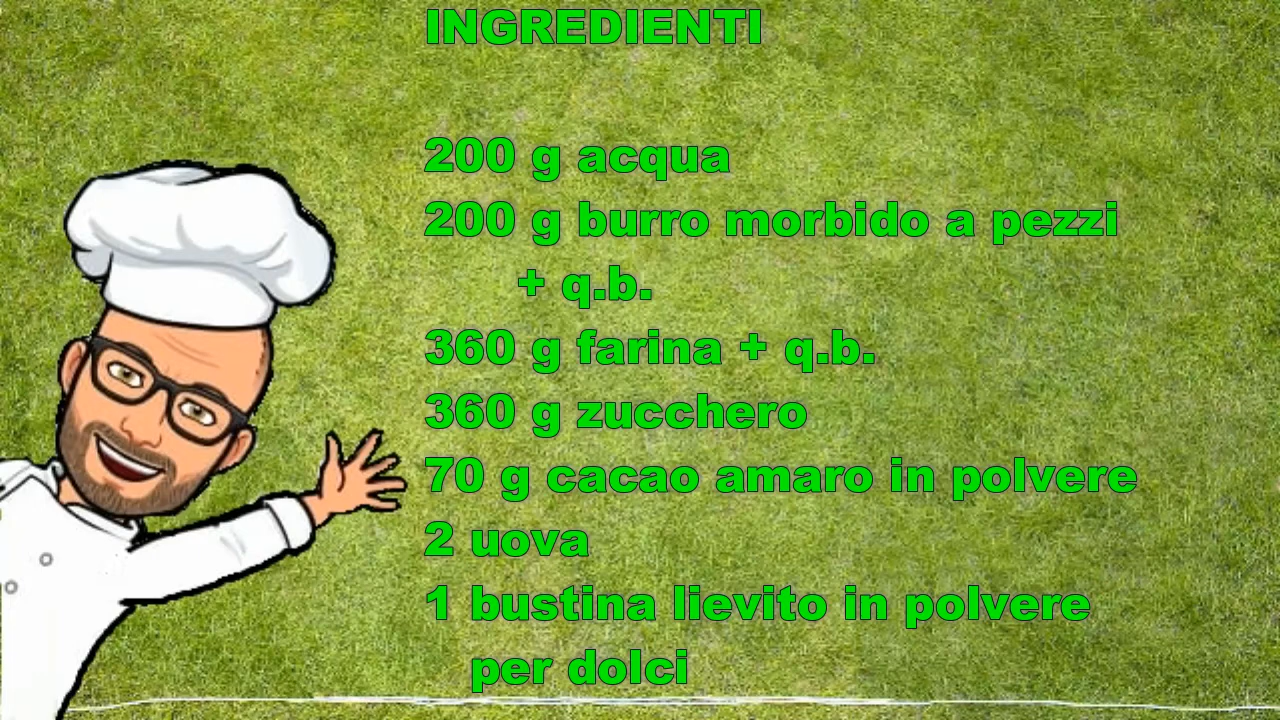 INGREDIENTI
200 g acqua
200 g burro morbido a pezzi
+ q.b.
360 g farina + q.b.
360 g zucchero
70 g cacao amaro in polvere
2 uova
1 bustina lievito in polvere
per dolci